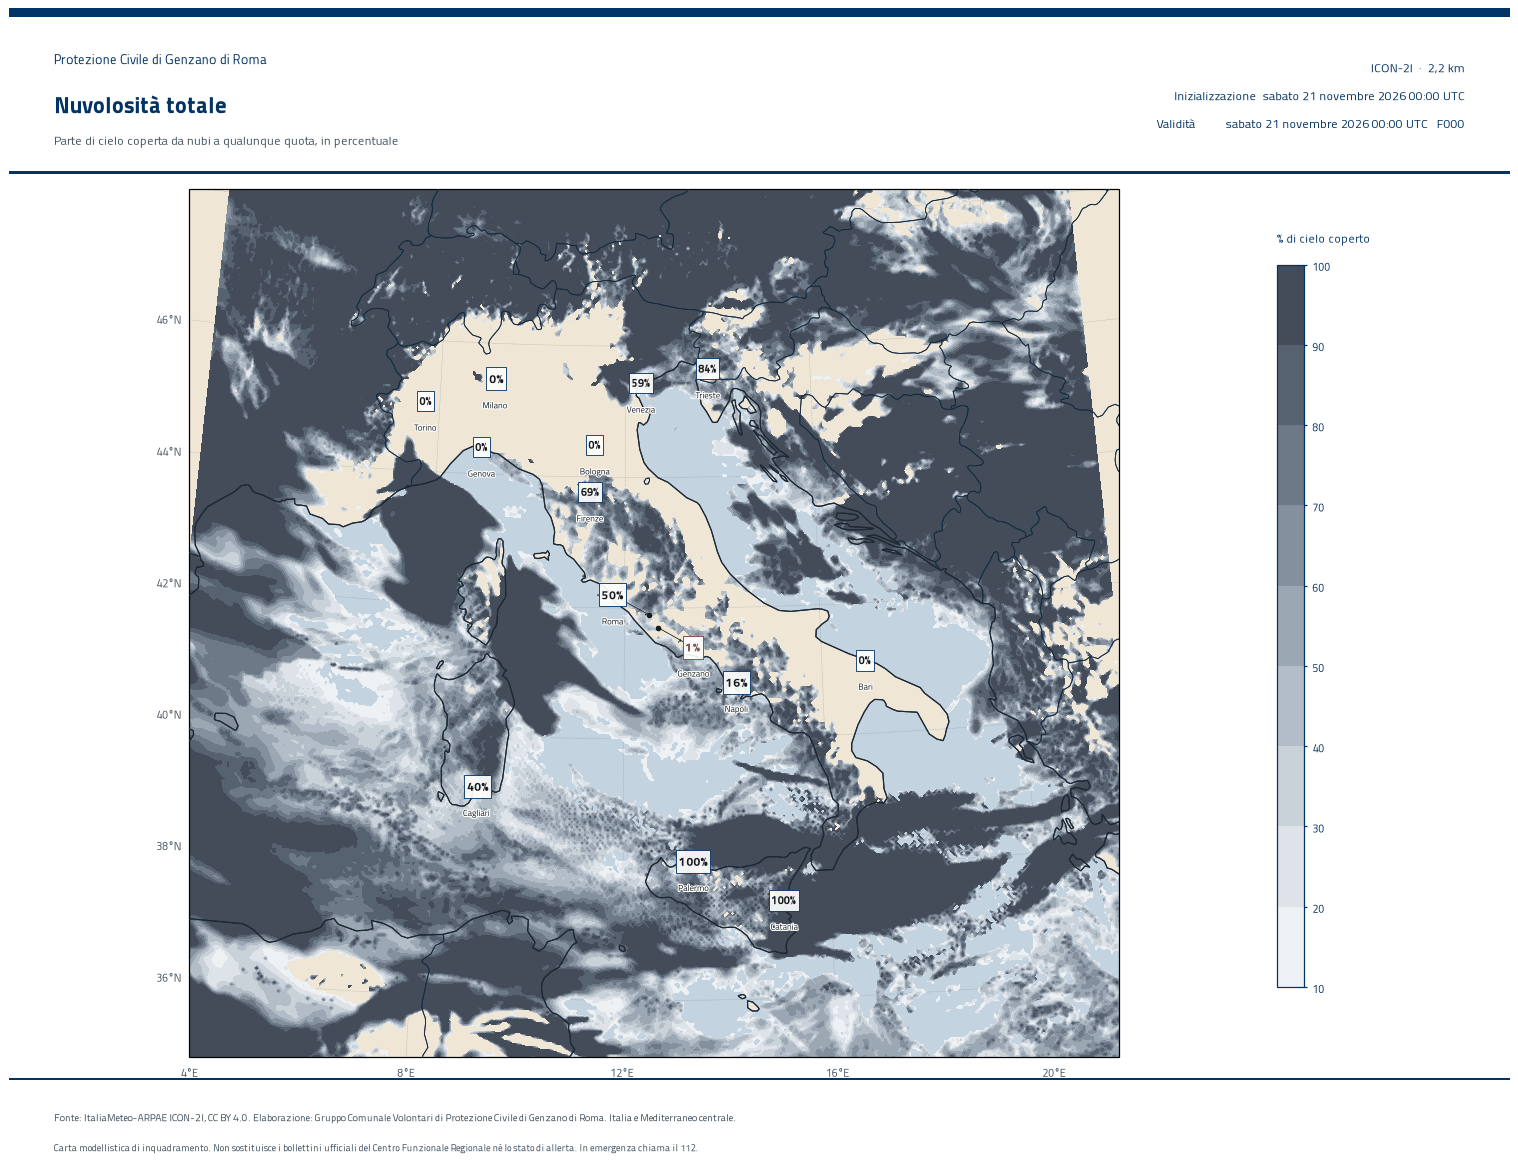 Protezione Civile di Genzano di Roma
Nuvolosità totale
Parte di cielo coperta da nubi a qualunque quota, in percentuale
ICON-2I · 2,2 km
Inizializzazione sabato 21 novembre 2026 00:00 UTC
Validità sabato 21 novembre 2026 00:00 UTC F000
% di cielo coperto
100
90
80
70
60
50
40
30
20
10
46°N
44°N
42°N
40°N
38°N
36°N
4°E
8°E
12°E
16°E
20°E
0%
Milano
0%
Torino
59%
Venezia
84%
Trieste
0%
Genova
0%
Bologna
69%
Firenze
50%
Roma
1%
Genzano
16%
Napoli
0%
Bari
40%
Cagliari
100%
Palermo
100%
Catania
Fonte: ItaliaMeteo-ARPAE ICON-2I, CC BY 4.0. Elaborazione: Gruppo Comunale Volontari di Protezione Civile di Genzano di Roma. Italia e Mediterraneo centrale.
Carta modellistica di inquadramento. Non sostituisce i bollettini ufficiali del Centro Funzionale Regionale né lo stato di allerta. In emergenza chiama il 112.